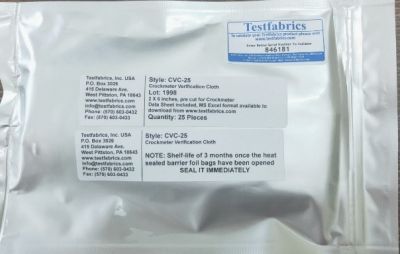 Testfabrics
To validate your Testfabrics product please visit
www.testfabrics.com
Enter Below Serial Number To Validate
846181
Testfabrics, Inc. USA
P.O. Box 3026
415 Delaware Ave.
West Pittston, PA 18643
www.testfabrics.com
info@testfabrics.com
Phone: (570) 603-0432
Fax: (570) 603-0433
Style: CVC-25
Crockmeter Verification Cloth
Lot: 1998
2 X 6 inches, pre cut for Crockmeter
Data Sheet included, MS Excel format available to
download from www.testfabrics.com
Quantity: 25 Pieces
Testfabrics, Inc. USA
P.O. Box 3026
415 Delaware Ave.
West Pittston, PA 18643
www.testfabrics.com
info@testfabrics.com
Phone: (570) 603-0432
Fax: (570) 603-0433
Style: CVC-25
Crockmeter Verification Cloth
NOTE: Shelf-life of 3 months once the heat
sealed barrier foil bags have been opened
SEAL IT IMMEDIATELY